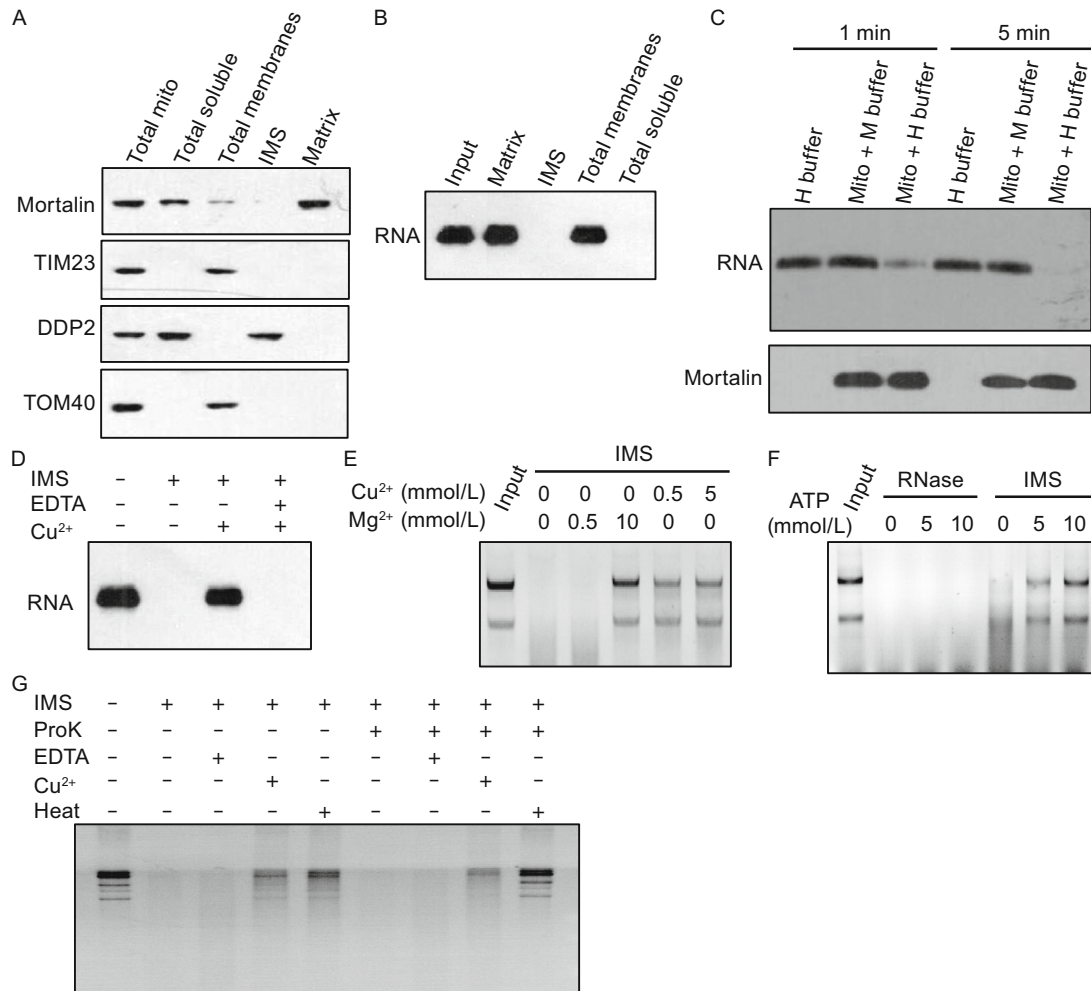 A
Total mito
Total soluble
Total membranes
IMS
Matrix
Mortalin
TIM23
DDP2
TOM40
B
Input
Matrix
IMS
Total membranes
Total soluble
RNA
C
1 min
5 min
H buffer
Mito + M buffer
Mito + H buffer
H buffer
Mito + M buffer
Mito + H buffer
RNA
Mortalin
D
IMS – + + +
EDTA – – – +
Cu²⁺ – – + +
RNA
E
Input
IMS
Cu²⁺ (mmol/L) 0 0 0 0.5 5
Mg²⁺ (mmol/L) 0 0.5 10 0 0
F
Input
RNase
IMS
ATP
(mmol/L) 0 5 10 0 5 10
G
IMS – + + + + + + + +
ProK – – – – – + + + +
EDTA – – + – – – + – –
Cu²⁺ – – – + – – – + –
Heat – – – – + – – – +